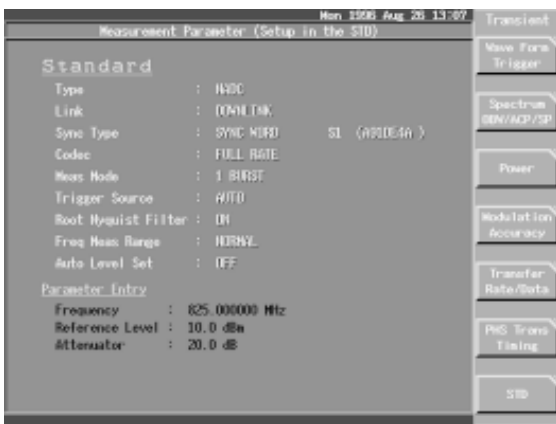 Mon 1996 Aug 26 13:07
Measurement Parameter (Setup in the STD)
Standard
Type : NADC
Link : DOWNLINK
Sync Type : SYNC WORD S1 (A91DE4A )
Codec : FULL RATE
Meas Mode : 1 BURST
Trigger Source : AUTO
Root Nyquist Filter : ON
Freq Meas Range : NORMAL
Auto Level Set : OFF
Parameter Entry
Frequency : 825.000000 MHz
Reference Level : 10.0 dBm
Attenuator : 20.0 dB
Transient
Wave Form
Trigger
Spectrum
OBW/ACP/SP
Power
Modulation
Accuracy
Transfer
Rate/Data
PHS Trans
Timing
STD